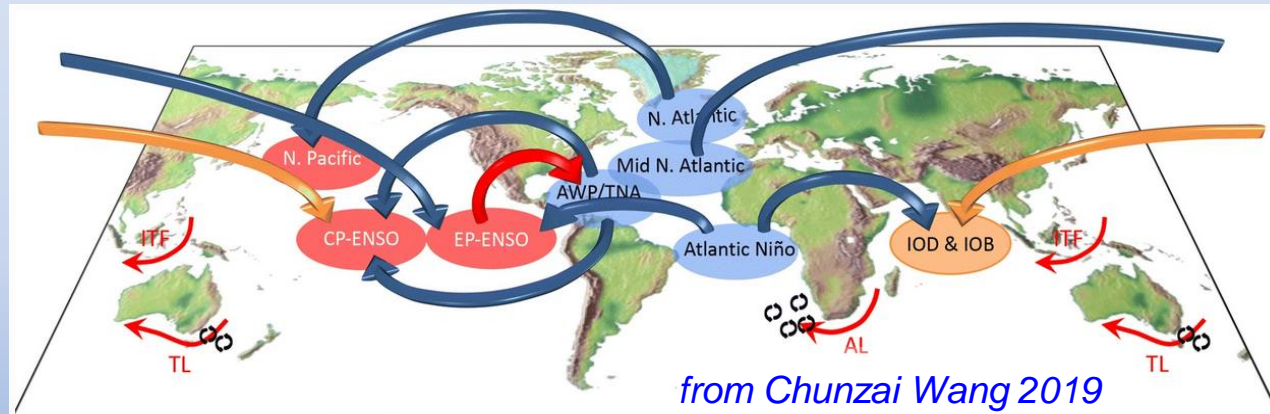 N. Atlantic
N. Pacific
Mid N. Atlantic
AWP/TNA
CP-ENSO
EP-ENSO
Atlantic Niño
IOD & IOB
ITF
ITF
TL
AL
TL
from Chunzai Wang 2019